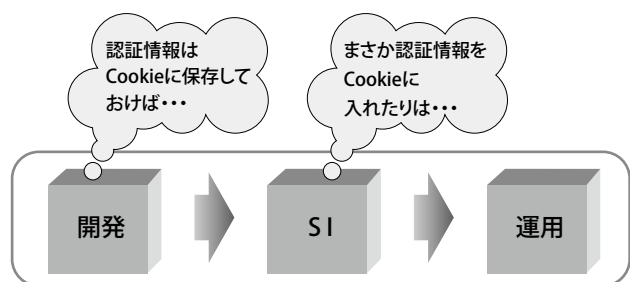 認証情報は
Cookieに保存して
おけば･･･
まさか認証情報を
Cookieに
入れたりは･･･
開発
SI
運用